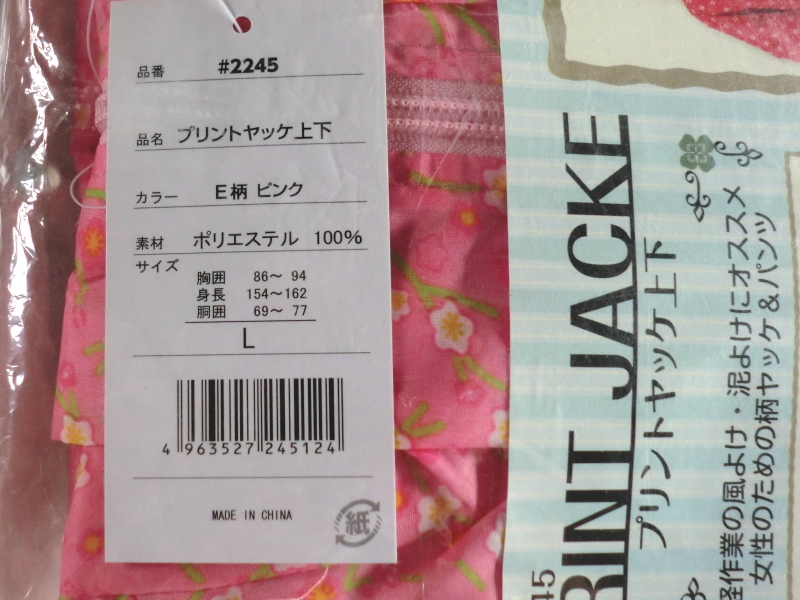 品番 #2245
品名 プリントヤッケ上下
カラー E柄 ピンク
素材 ポリエステル 100%
サイズ
胸囲 86～ 94
身長 154～162
胴囲 69～ 77
L
4 963527 245124
MADE IN CHINA
紙
RINT JACKE
プリントヤッケ上下
軽作業の風よけ・泥よけにオススメ
女性のための柄ヤッケ＆パンツ
45